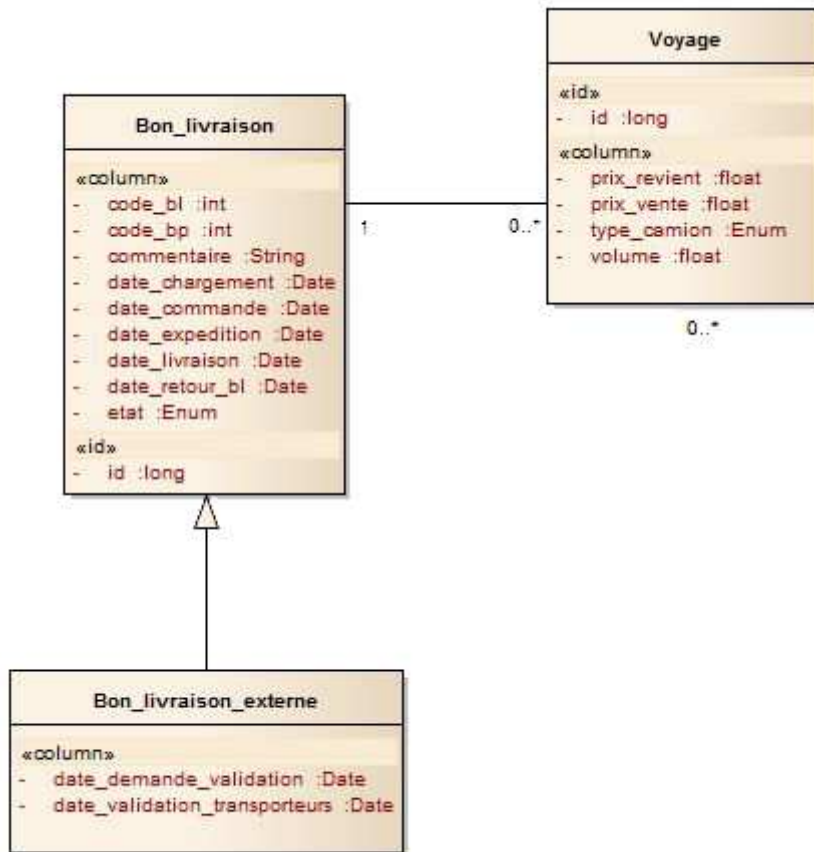 Voyage
«id»
- id :long
«column»
- prix_revient :float
- prix_vente :float
- type_camion :Enum
- volume :float
Bon_livraison
«column»
- code_bl :int
- code_bp :int
- commentaire :String
- date_chargement :Date
- date_commande :Date
- date_expedition :Date
- date_livraison :Date
- date_retour_bl :Date
- etat :Enum
«id»
- id :long
1
0..*
0..*
Bon_livraison_externe
«column»
- date_demande_validation :Date
- date_validation_transporteurs :Date